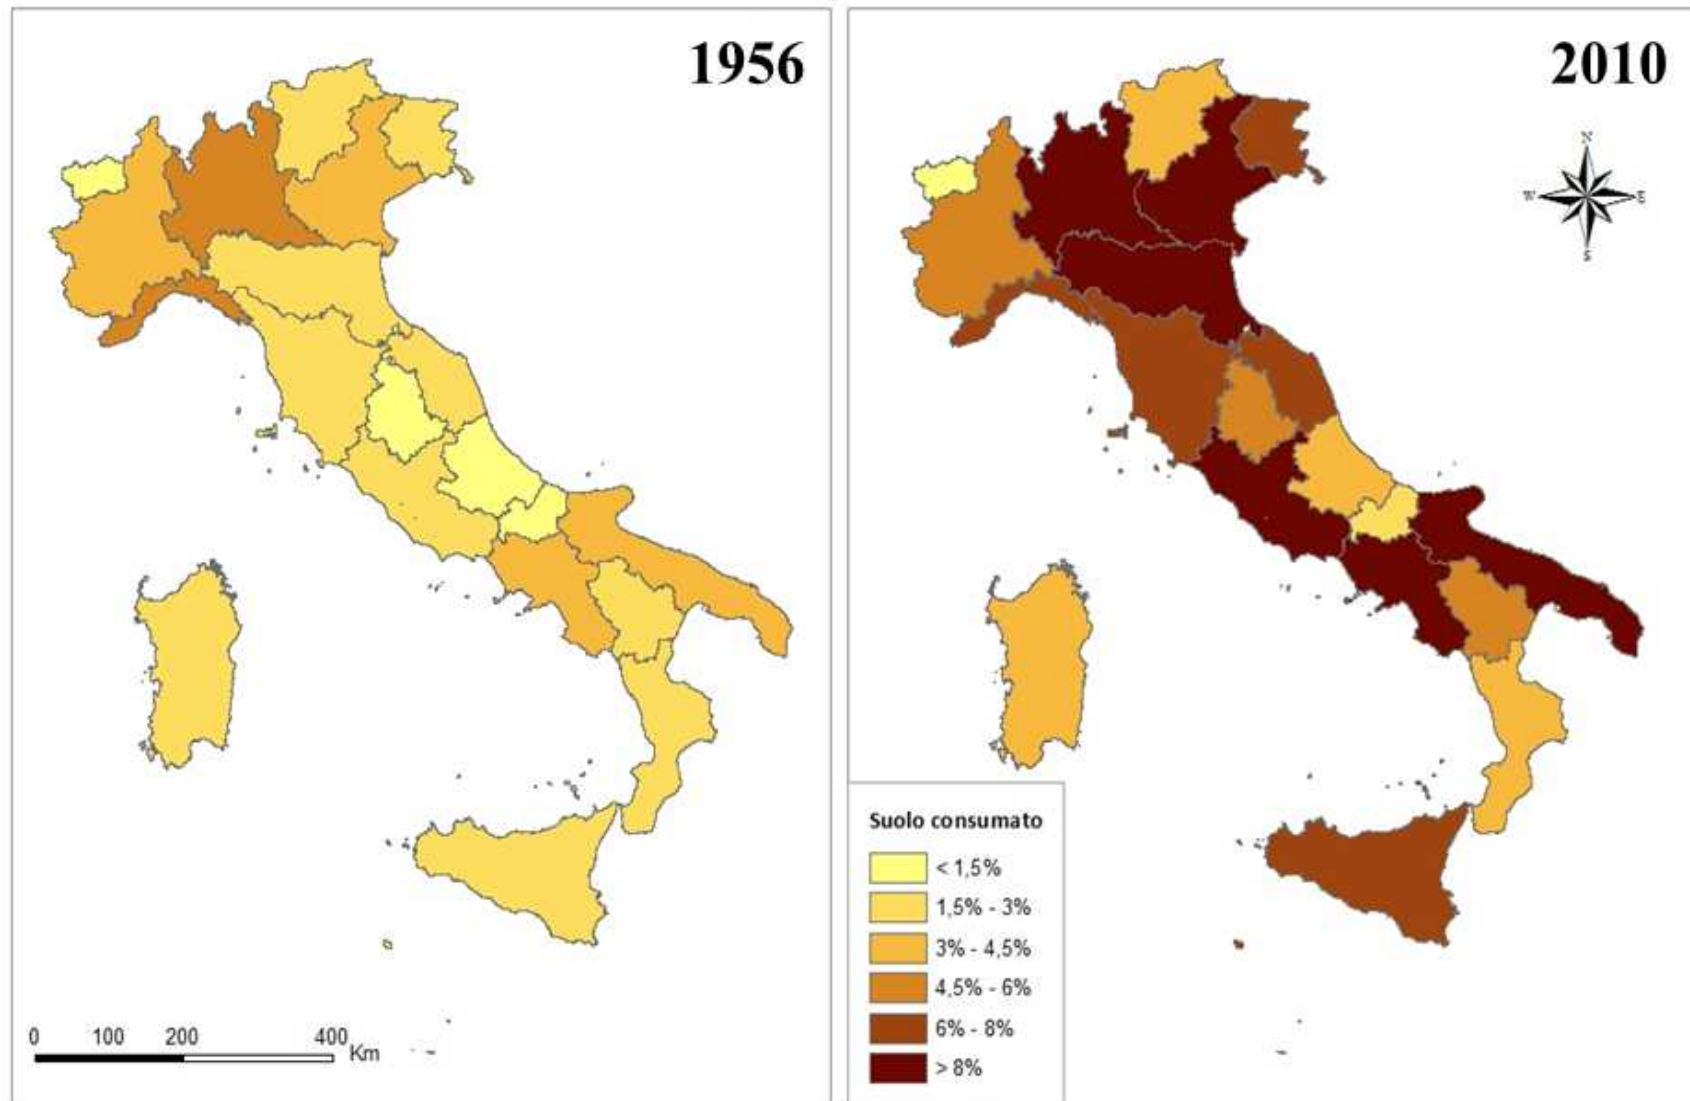 1956
2010
N
W
E
S
Suolo consumato
< 1,5%
1,5% - 3%
3% - 4,5%
4,5% - 6%
6% - 8%
> 8%
0 100 200 400 Km